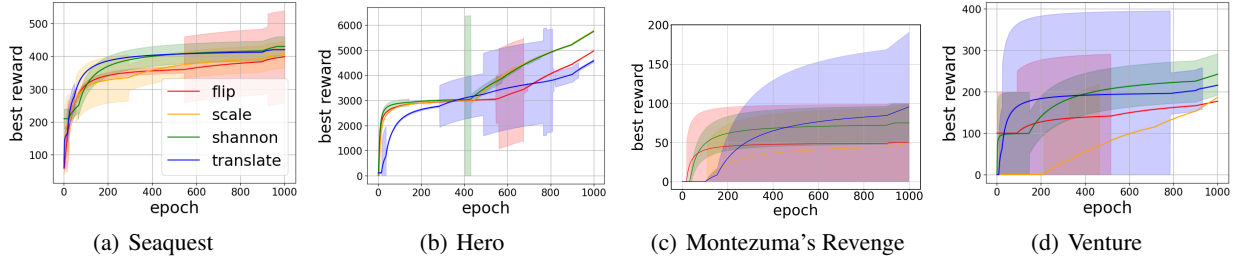 best reward
500
400
300
200
100
flip
scale
shannon
translate
0 200 400 600 800 1000
epoch
(a) Seaquest
best reward
6000
5000
4000
3000
2000
1000
0
0 200 400 600 800 1000
epoch
(b) Hero
best reward
200
150
100
50
0
0 200 400 600 800 1000
epoch
(c) Montezuma's Revenge
best reward
400
300
200
100
0
0 200 400 600 800 1000
epoch
(d) Venture